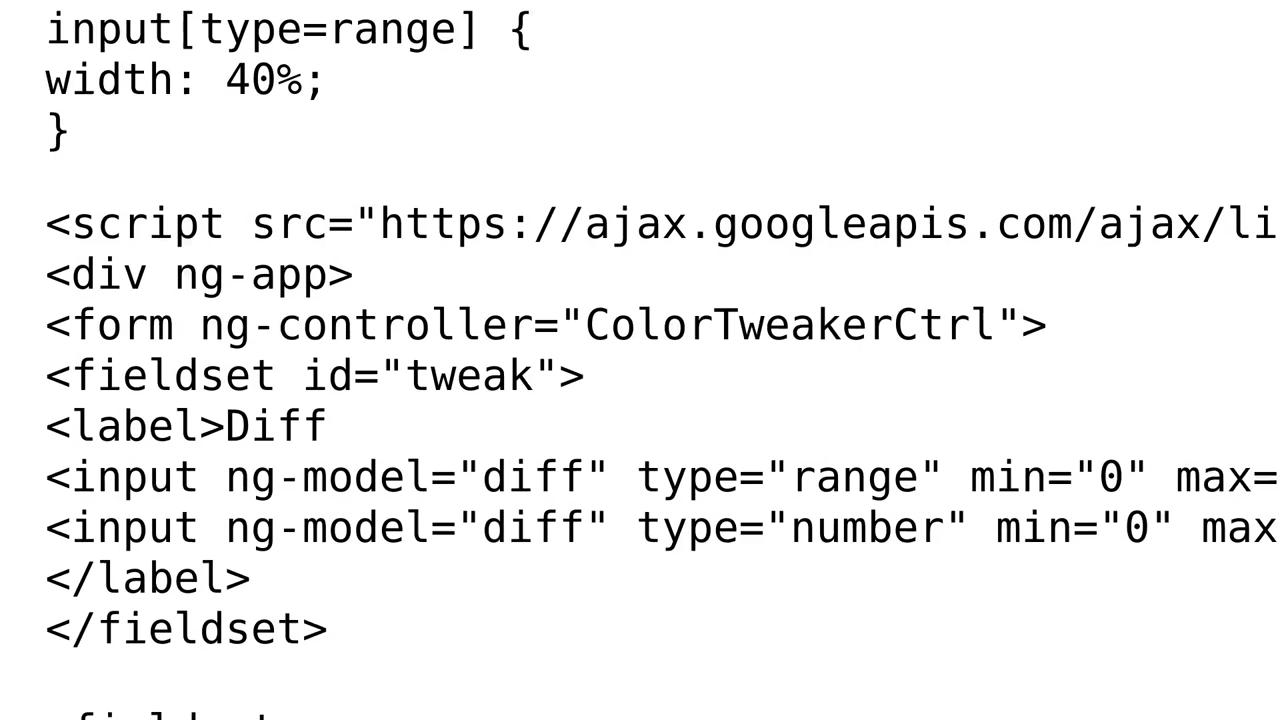 input[type=range] {
width: 40%;
}
<script src="https://ajax.googleapis.com/ajax/li
<div ng-app>
<form ng-controller="ColorTweakerCtrl">
<fieldset id="tweak">
<label>Diff
<input ng-model="diff" type="range" min="0" max=
<input ng-model="diff" type="number" min="0" max
</label>
</fieldset>